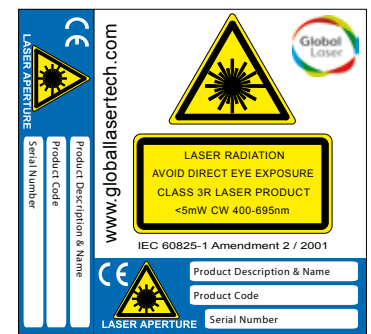 CE
LASER APERTURE
Product Description & Name
Product Code
Serial Number
www.globallasertech.com
Global
Laser
LASER RADIATION
AVOID DIRECT EYE EXPOSURE
CLASS 3R LASER PRODUCT
<5mW CW 400-695nm
IEC 60825-1 Amendment 2 / 2001
CE
LASER APERTURE
Product Description & Name
Product Code
Serial Number